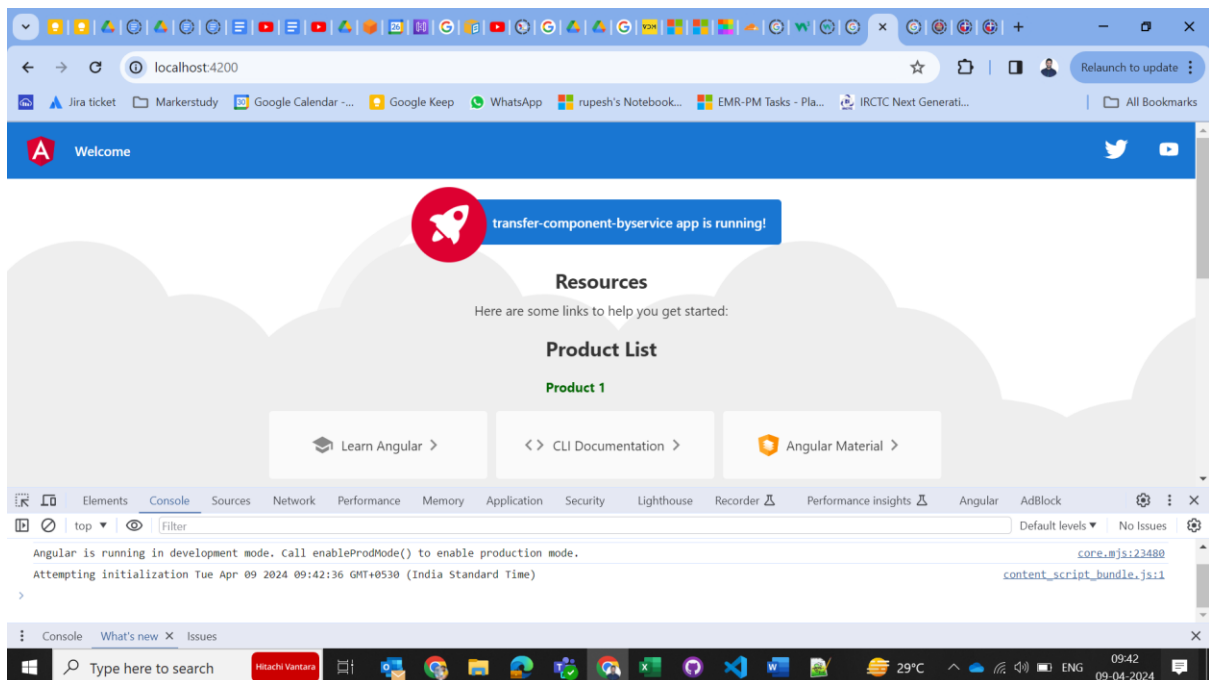 localhost:4200
Relaunch to update
Jira ticket
Markerstudy
Google Calendar -...
Google Keep
WhatsApp
rupesh's Notebook...
EMR-PM Tasks - Pla...
IRCTC Next Generati...
All Bookmarks
Welcome
transfer-component-byservice app is running!
Resources
Here are some links to help you get started:
Product List
Product 1
Learn Angular
CLI Documentation
Angular Material
Elements Console Sources Network Performance Memory Application Security Lighthouse Recorder Performance insights Angular AdBlock
top Filter Default levels No Issues
Angular is running in development mode. Call enableProdMode() to enable production mode. core.mjs:23480
Attempting initialization Tue Apr 09 2024 09:42:36 GMT+0530 (India Standard Time) content_script_bundle.js:1
Console What's new Issues
Type here to search
Hitachi Vantara
29°C
ENG
09:42
09-04-2024